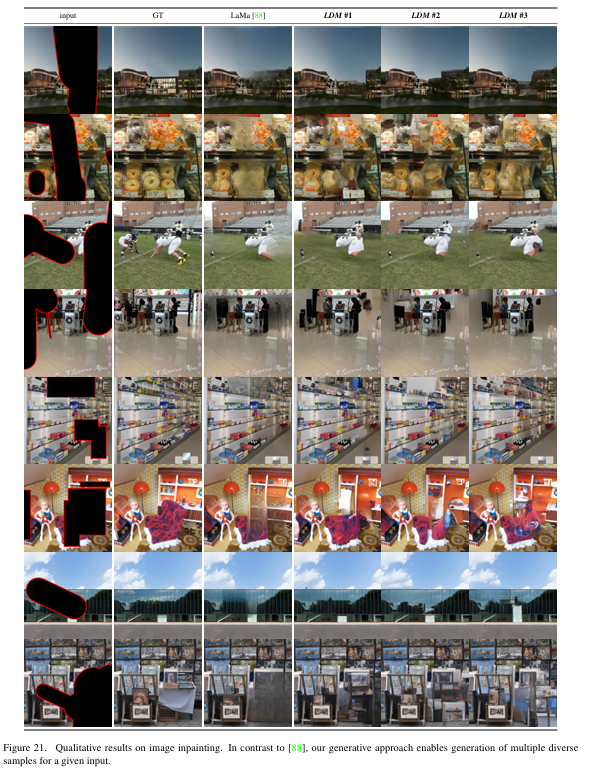 input GT LaMa [88] LDM #1 LDM #2 LDM #3
Figure 21. Qualitative results on image inpainting. In contrast to [88], our generative approach enables generation of multiple diverse
samples for a given input.